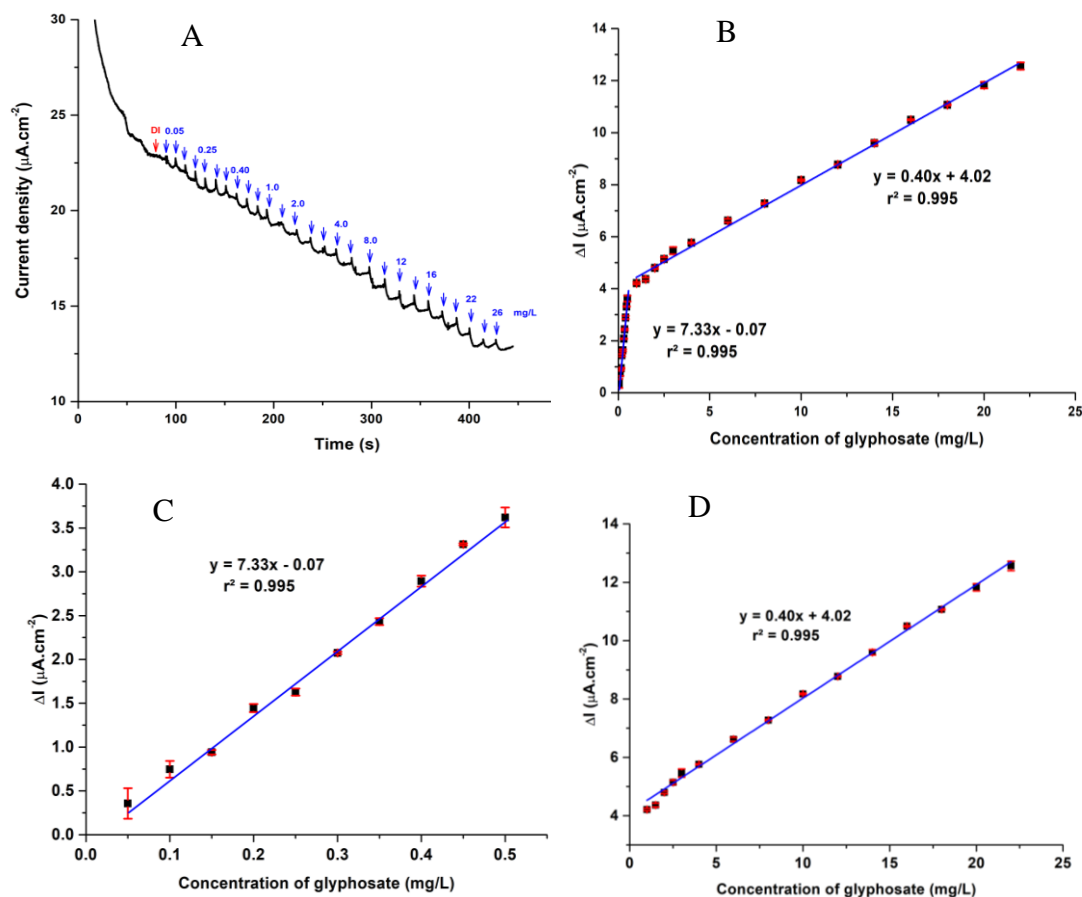 A
30
25
20
15
10
Current density (µA.cm-2)
DI
0.05
0.25
0.40
1.0
2.0
4.0
8.0
12
16
22
26
mg/L
0
100
200
300
400
Time (s)
B
14
12
10
8
6
4
2
0
ΔI (µA.cm-2)
y = 0.40x + 4.02
r² = 0.995
y = 7.33x - 0.07
r² = 0.995
0
5
10
15
20
25
Concentration of glyphosate (mg/L)
C
4.0
3.5
3.0
2.5
2.0
1.5
1.0
0.5
0.0
ΔI (µA.cm-2)
y = 7.33x - 0.07
r² = 0.995
0.0
0.1
0.2
0.3
0.4
0.5
Concentration of glyphosate (mg/L)
D
14
12
10
8
6
4
ΔI (µA.cm-2)
y = 0.40x + 4.02
r² = 0.995
0
5
10
15
20
25
Concentration of glyphosate (mg/L)